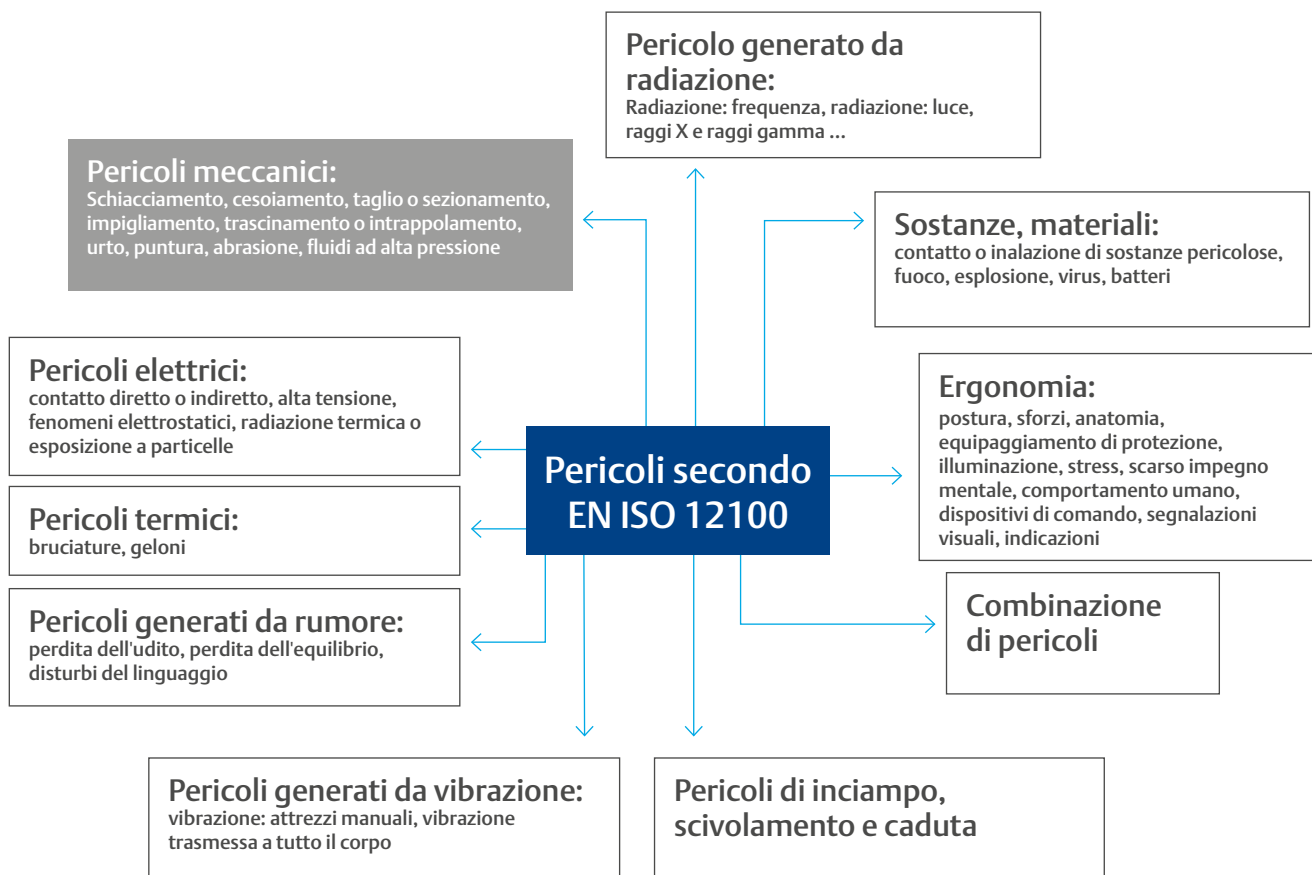 Pericolo generato da
radiazione:
Radiazione: frequenza, radiazione: luce,
raggi X e raggi gamma ...
Pericoli meccanici:
Schiacciamento, cesoiamento, taglio o sezionamento,
impigliamento, trascinamento o intrappolamento,
urto, puntura, abrasione, fluidi ad alta pressione
Sostanze, materiali:
contatto o inalazione di sostanze pericolose,
fuoco, esplosione, virus, batteri
Pericoli elettrici:
contatto diretto o indiretto, alta tensione,
fenomeni elettrostatici, radiazione termica o
esposizione a particelle
Ergonomia:
postura, sforzi, anatomia,
equipaggiamento di protezione,
illuminazione, stress, scarso impegno
mentale, comportamento umano,
dispositivi di comando, segnalazioni
visuali, indicazioni
Pericoli secondo
EN ISO 12100
Pericoli termici:
bruciature, geloni
Pericoli generati da rumore:
perdita dell'udito, perdita dell'equilibrio,
disturbi del linguaggio
Combinazione
di pericoli
Pericoli generati da vibrazione:
vibrazione: attrezzi manuali, vibrazione
trasmessa a tutto il corpo
Pericoli di inciampo,
scivolamento e caduta